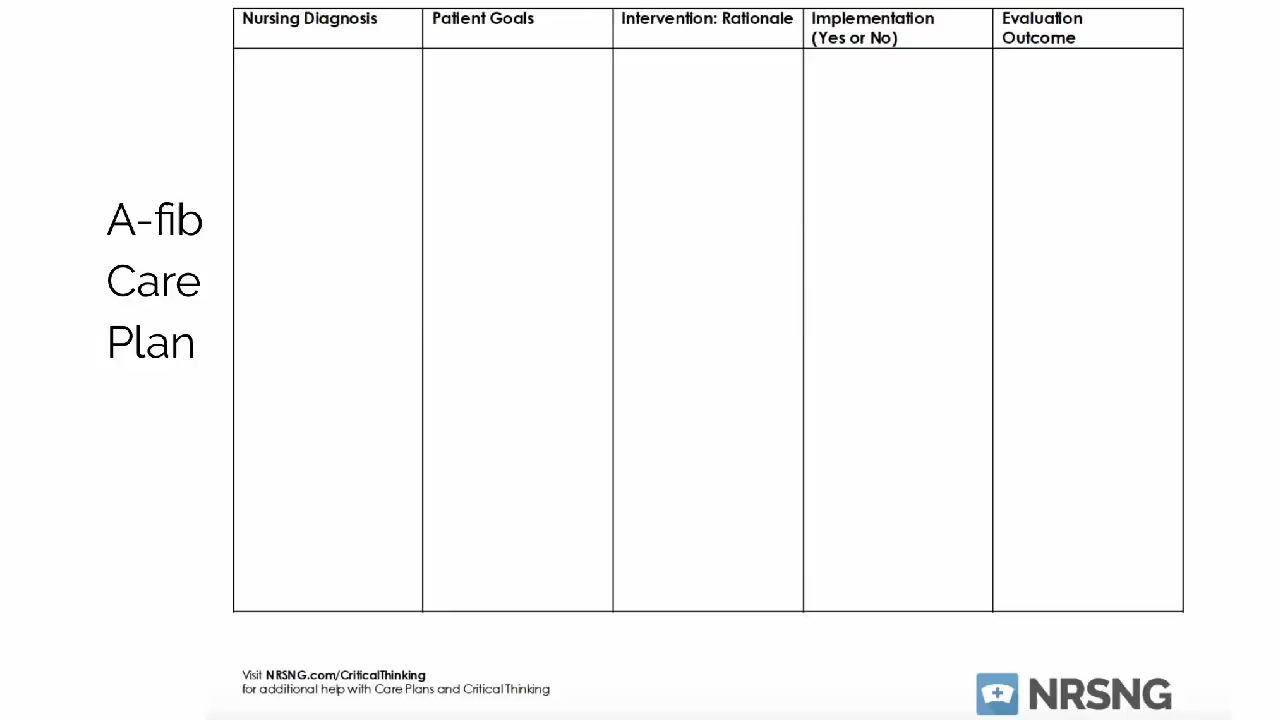 Nursing Diagnosis
Patient Goals
Intervention: Rationale
Implementation
(Yes or No)
Evaluation
Outcome
A-fib
Care
Plan
Visit NRSNG.com/CriticalThinking
for additional help with Care Plans and Critical Thinking
NRSNG